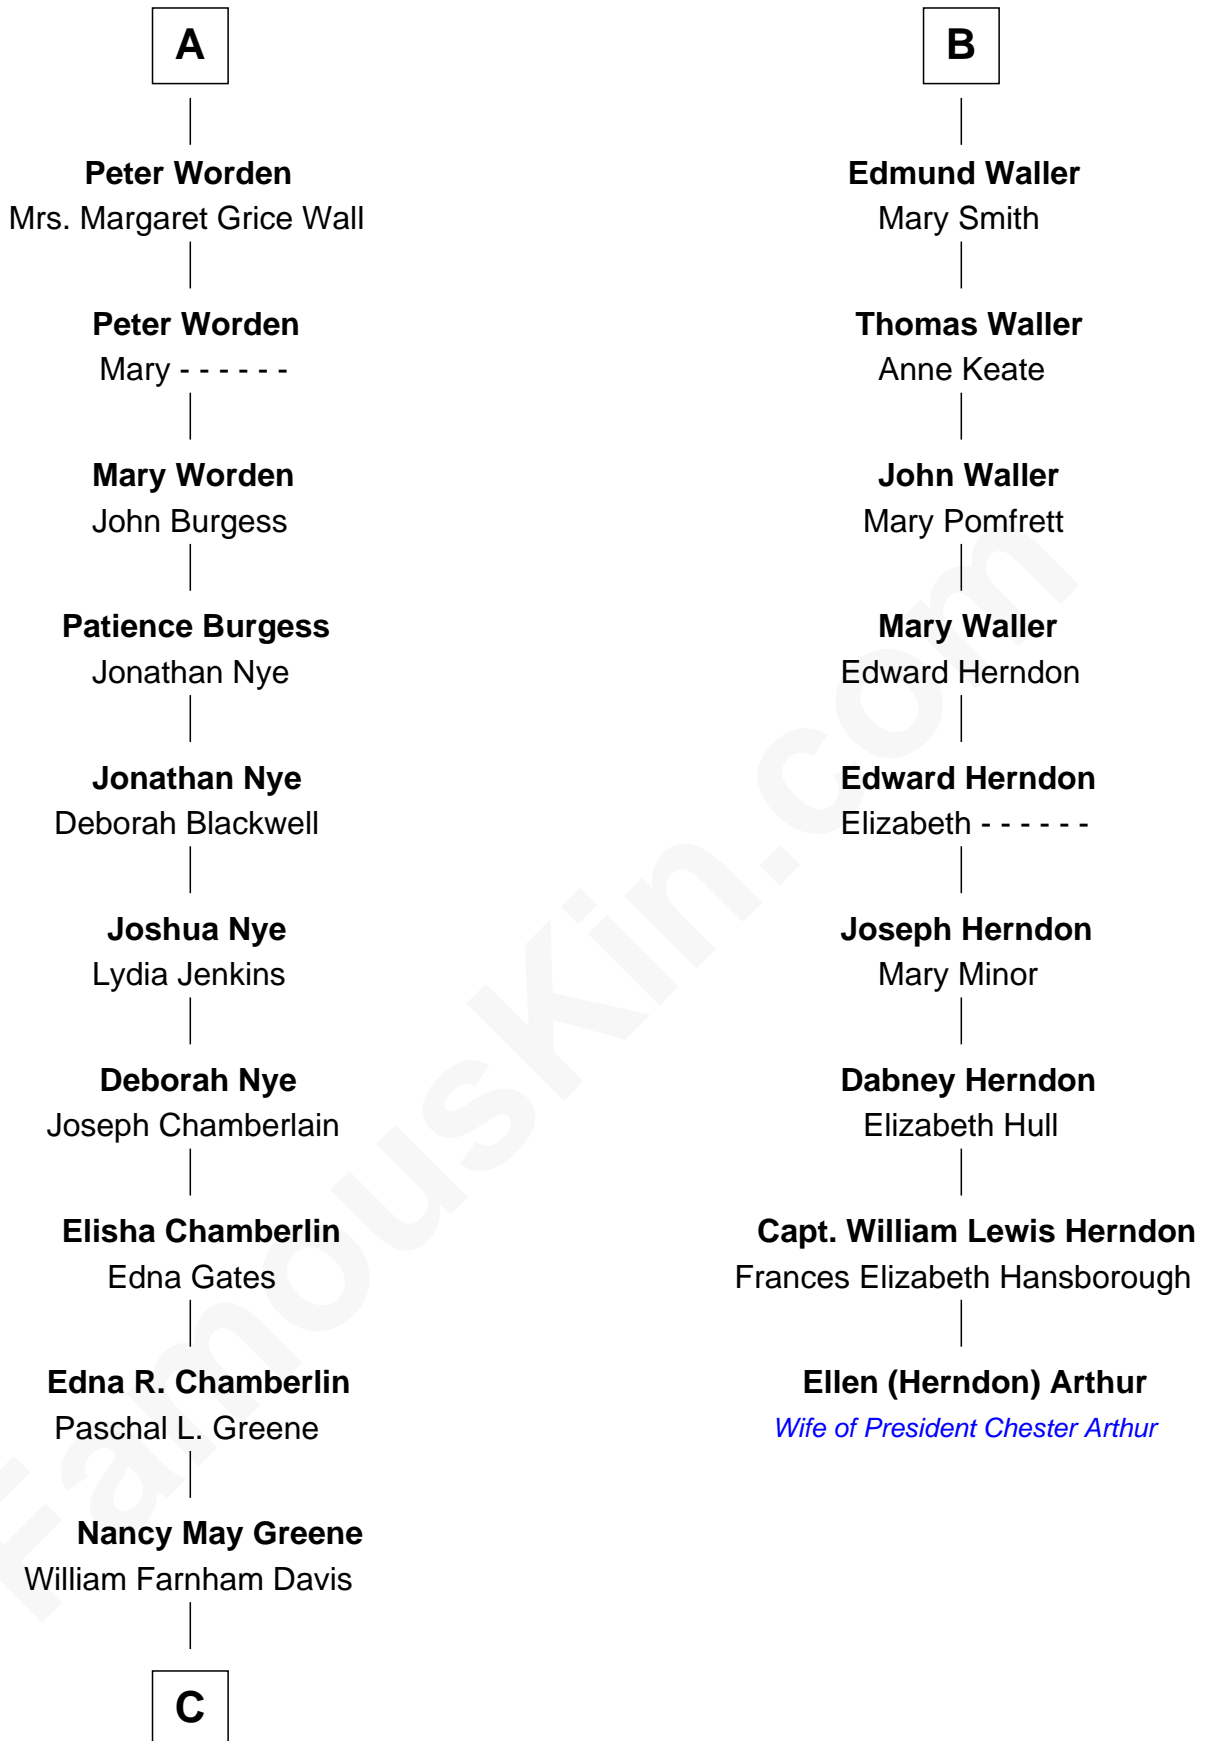 A
Peter Worden
Mrs. Margaret Grice Wall
Peter Worden
Mary - - - - - -
Mary Worden
John Burgess
Patience Burgess
Jonathan Nye
Jonathan Nye
Deborah Blackwell
Joshua Nye
Lydia Jenkins
Deborah Nye
Joseph Chamberlain
Elisha Chamberlin
Edna Gates
Edna R. Chamberlin
Paschal L. Greene
Nancy May Greene
William Farnham Davis
C
B
Edmund Waller
Mary Smith
Thomas Waller
Anne Keate
John Waller
Mary Pomfrett
Mary Waller
Edward Herndon
Edward Herndon
Elizabeth - - - - - -
Joseph Herndon
Mary Minor
Dabney Herndon
Elizabeth Hull
Capt. William Lewis Herndon
Frances Elizabeth Hansborough
Ellen (Herndon) Arthur
Wife of President Chester Arthur
FamousKin.com